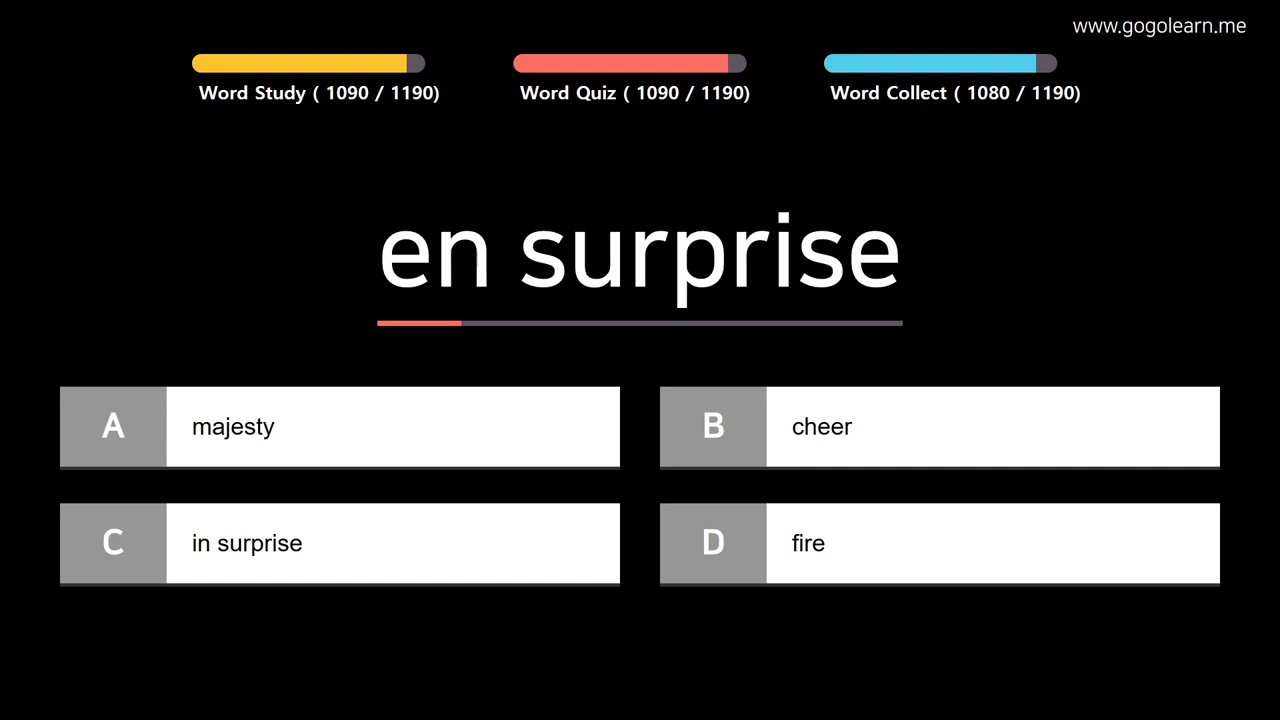 www.gogolearn.me
Word Study ( 1090 / 1190)
Word Quiz ( 1090 / 1190)
Word Collect ( 1080 / 1190)
en surprise
A majesty
B cheer
C in surprise
D fire